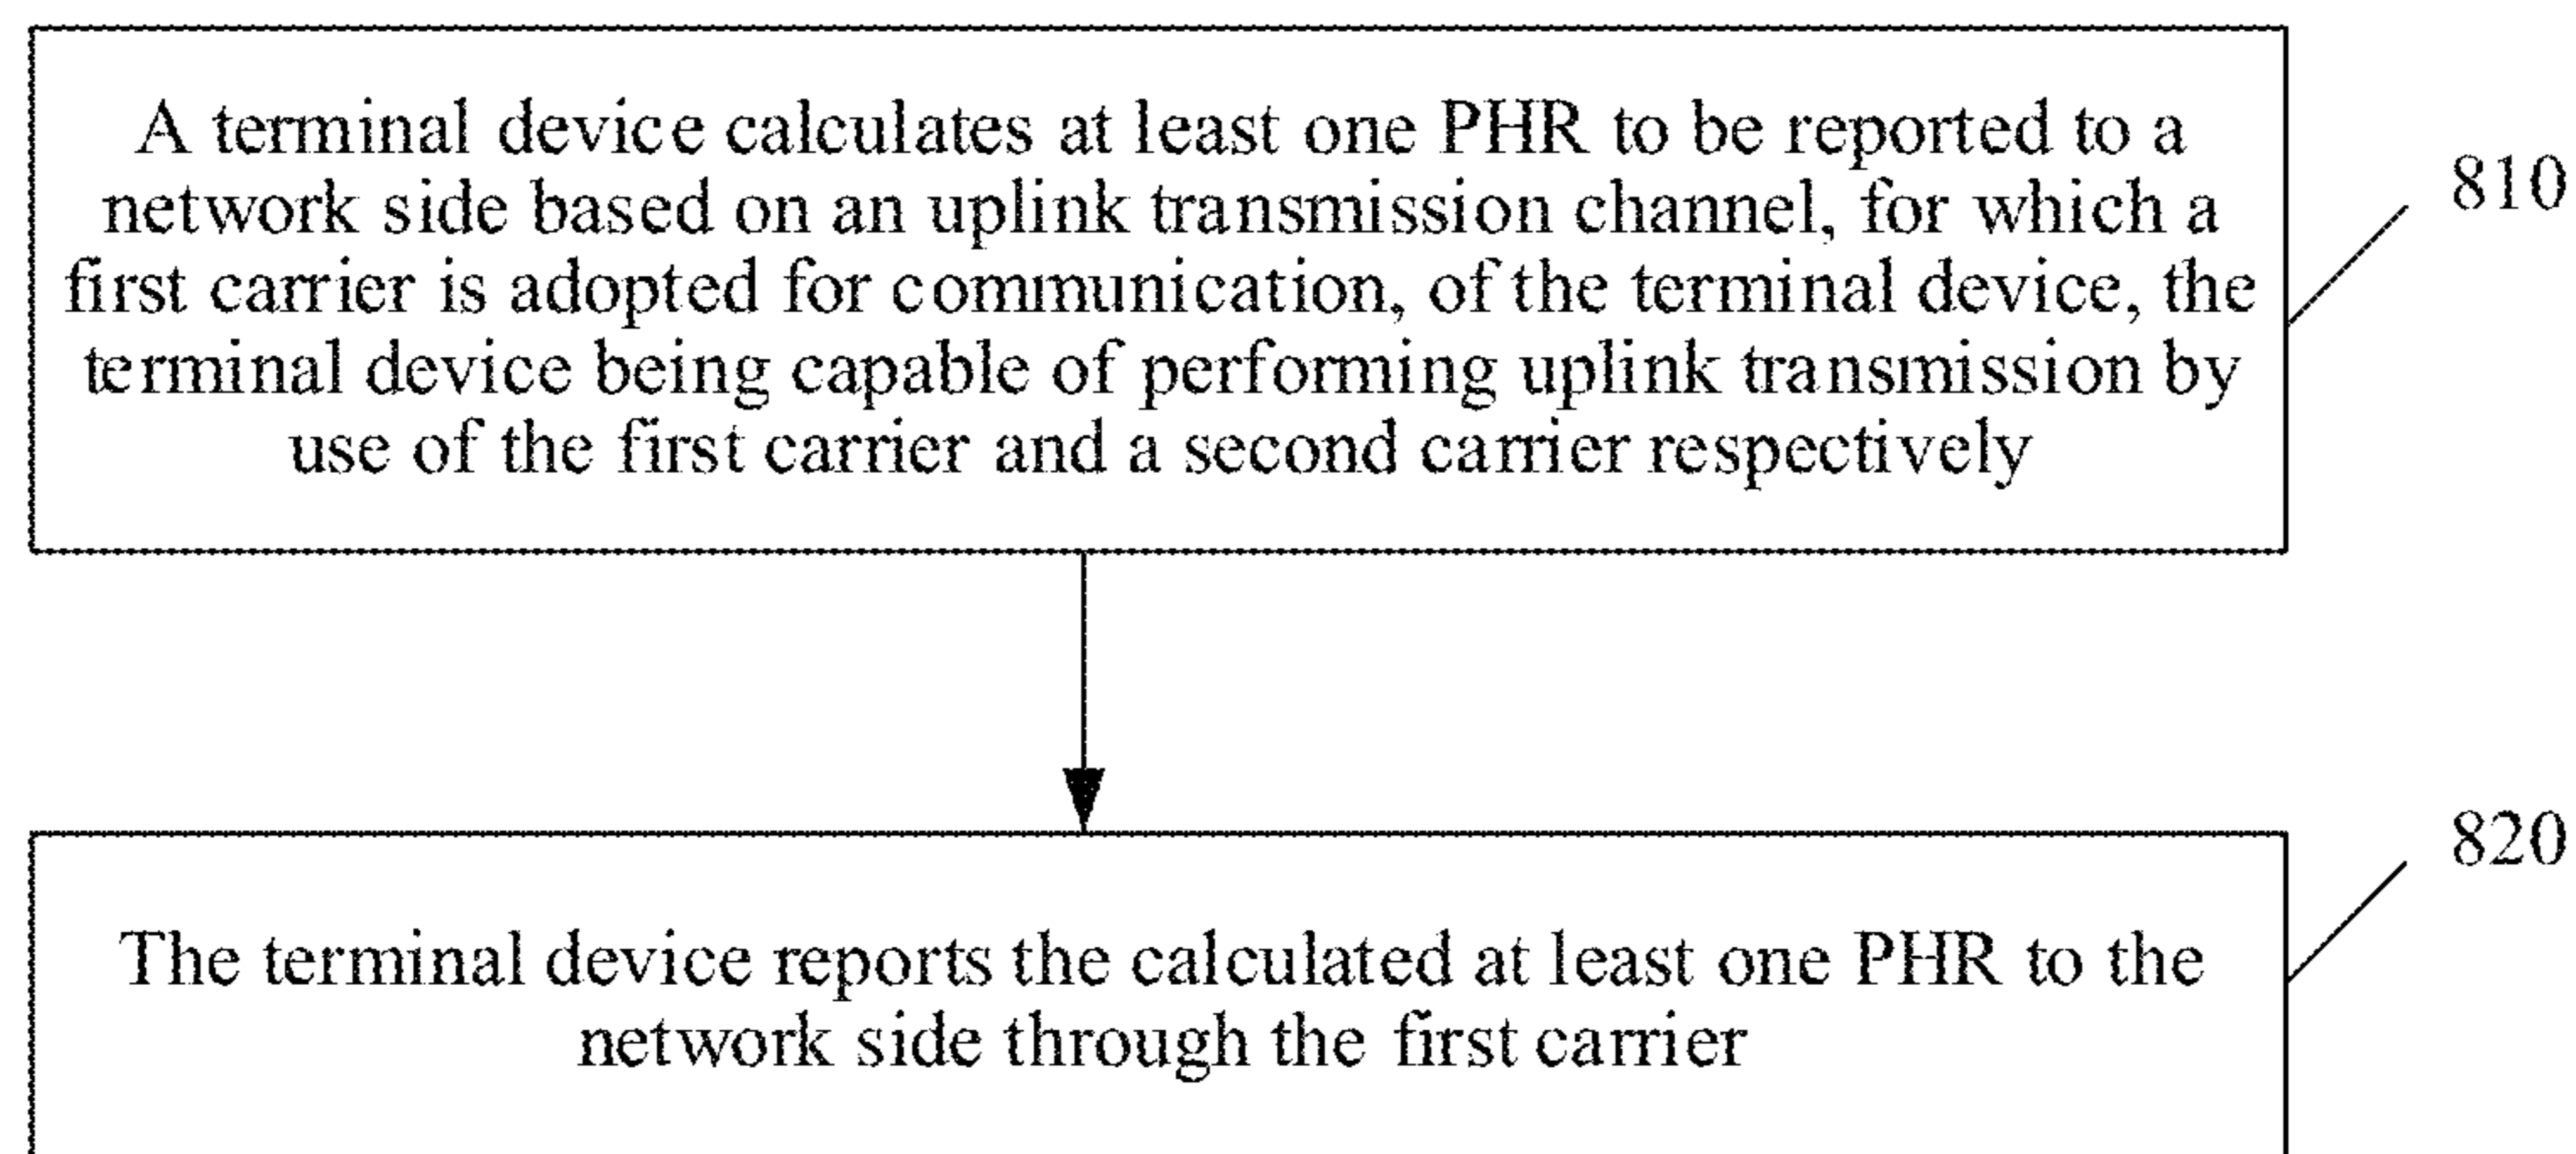 A terminal device calculates at least one PHR to be reported to a
network side based on an uplink transmission channel, for which a
first carrier is adopted for communication, of the terminal device, the
terminal device being capable of performing uplink transmission by
use of the first carrier and a second carrier respectively
810
820
The terminal device reports the calculated at least one PHR to the
network side through the first carrier